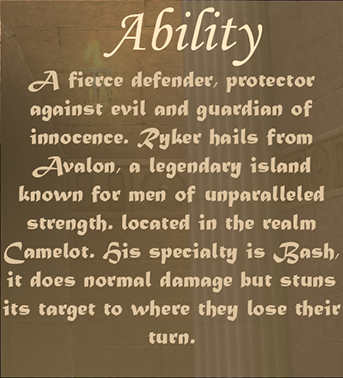 Ability
A fierce defender, protector
against evil and guardian of
innocence. Ryker hails from
Avalon, a legendary island
known for men of unparalleled
strength. located in the realm
Camelot. His specialty is Bash,
it does normal damage but stuns
its target to where they lose their
turn.